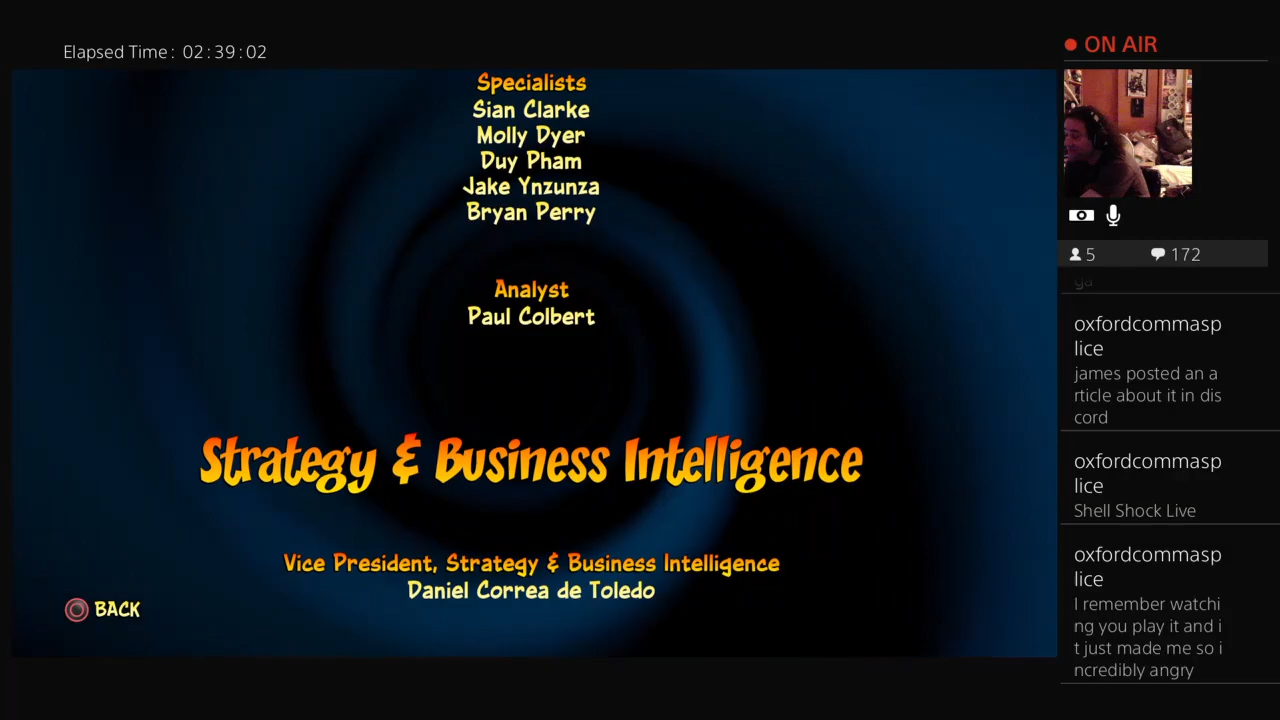 Elapsed Time: 02:39:02
ON AIR
Specialists
Sian Clarke
Molly Dyer
Duy Pham
Jake Ynzunza
Bryan Perry
Analyst
Paul Colbert
Strategy & Business Intelligence
Vice President, Strategy & Business Intelligence
Daniel Correa de Toledo
BACK
5
172
ga
oxfordcommasp
lice
james posted an a
rticle about it in dis
cord
oxfordcommasp
lice
Shell Shock Live
oxfordcommasp
lice
I remember watchi
ng you play it and i
t just made me so i
ncredibly angry